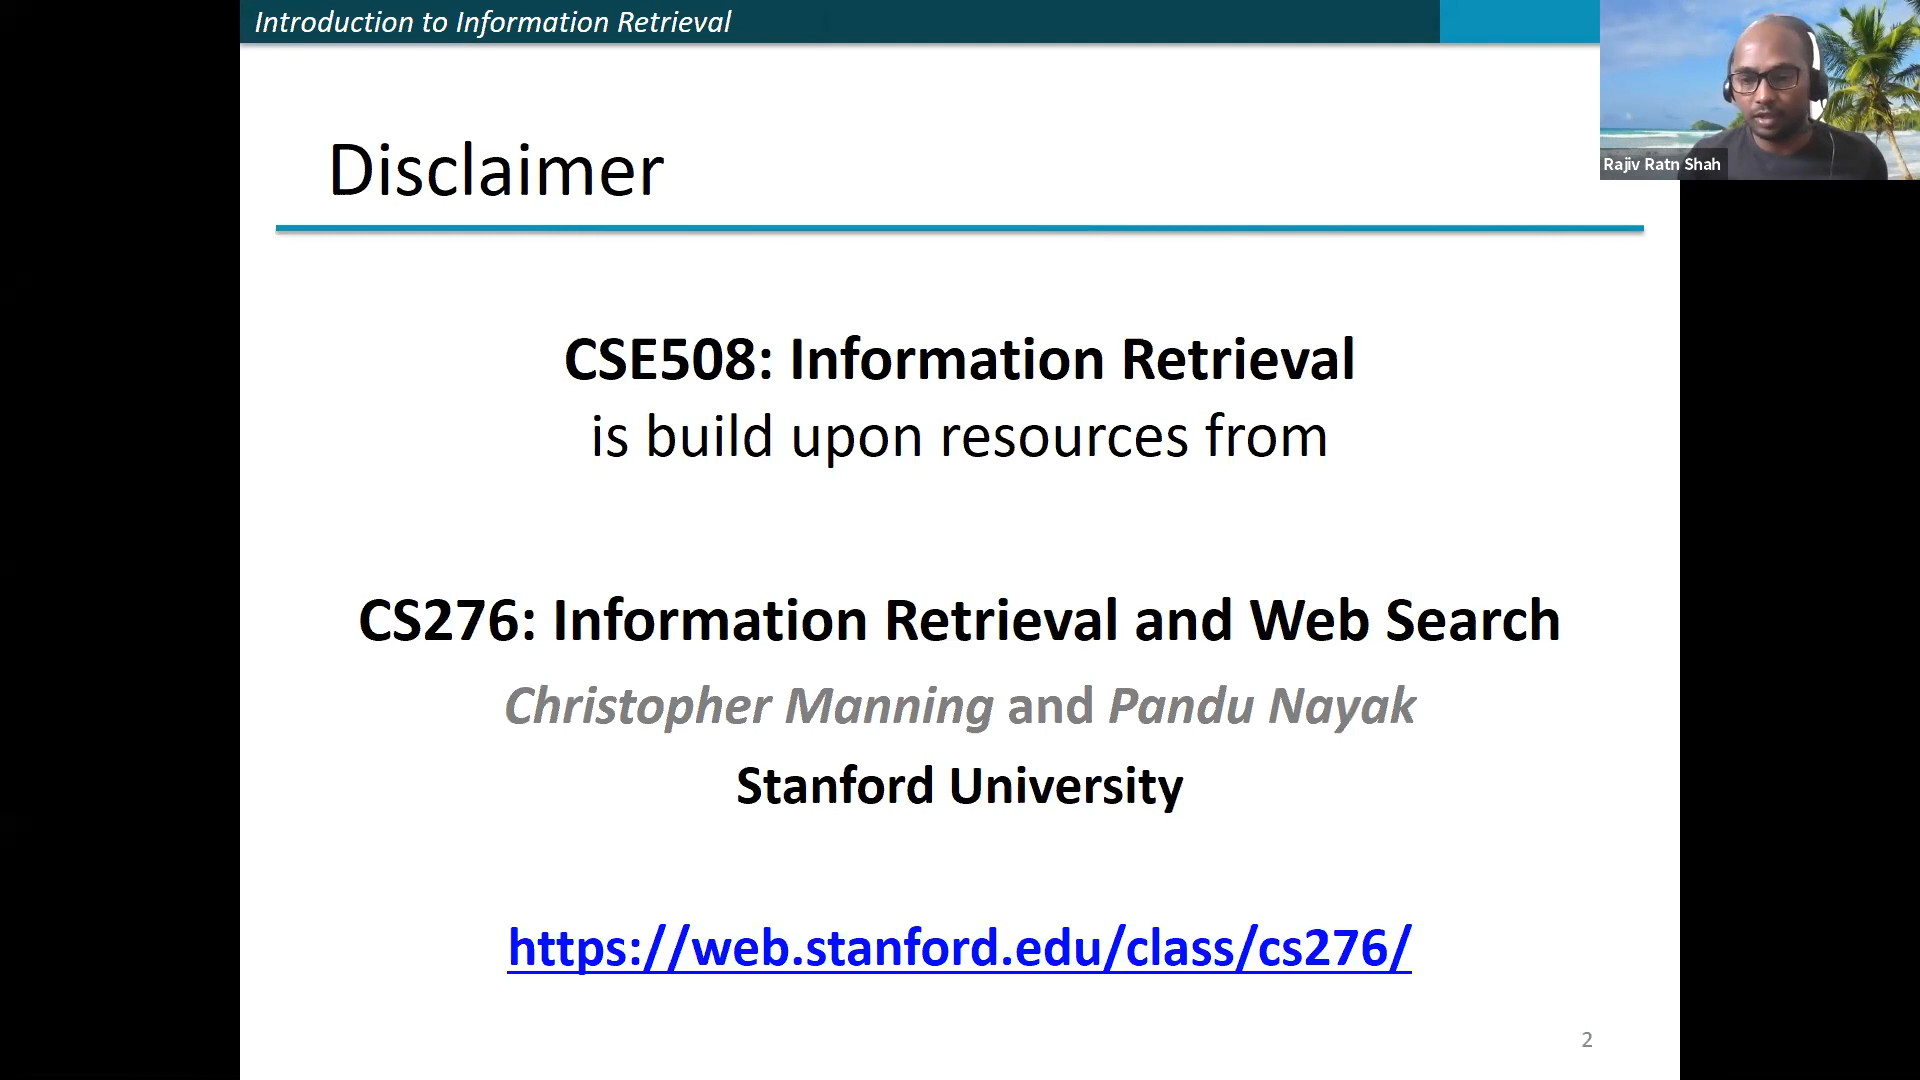 Introduction to Information Retrieval
Rajiv Ratn Shah
Disclaimer
CSE508: Information Retrieval
is build upon resources from
CS276: Information Retrieval and Web Search
Christopher Manning and Pandu Nayak
Stanford University
https://web.stanford.edu/class/cs276/
2